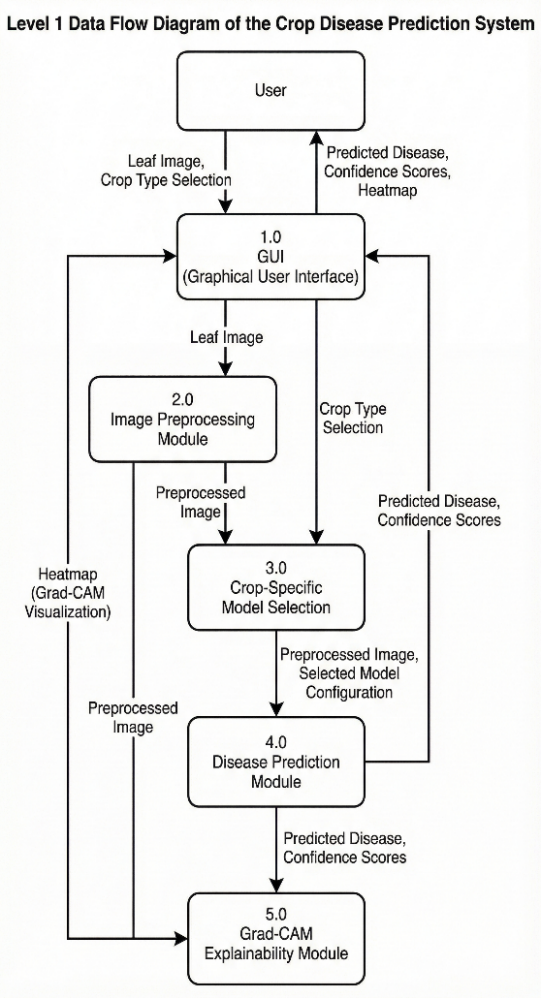 Level 1 Data Flow Diagram of the Crop Disease Prediction System
User
Leaf Image,
Crop Type Selection
Predicted Disease,
Confidence Scores,
Heatmap
1.0
GUI
(Graphical User Interface)
Leaf Image
2.0
Image Preprocessing
Module
Crop Type
Selection
Preprocessed
Image
Predicted Disease,
Confidence Scores
3.0
Crop-Specific
Model Selection
Heatmap
(Grad-CAM
Visualization)
Preprocessed Image,
Selected Model
Configuration
Preprocessed
Image
4.0
Disease Prediction
Module
Predicted Disease,
Confidence Scores
5.0
Grad-CAM
Explainability Module